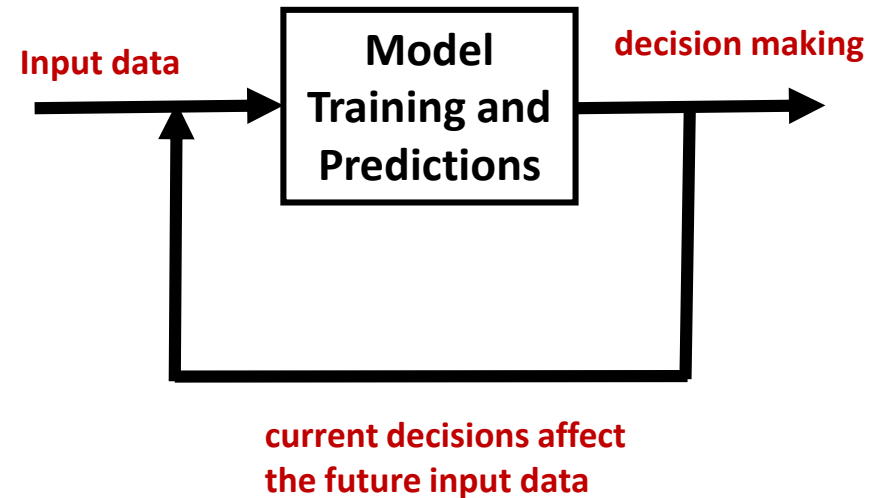 Input data
Model
Training and
Predictions
decision making
current decisions affect
the future input data